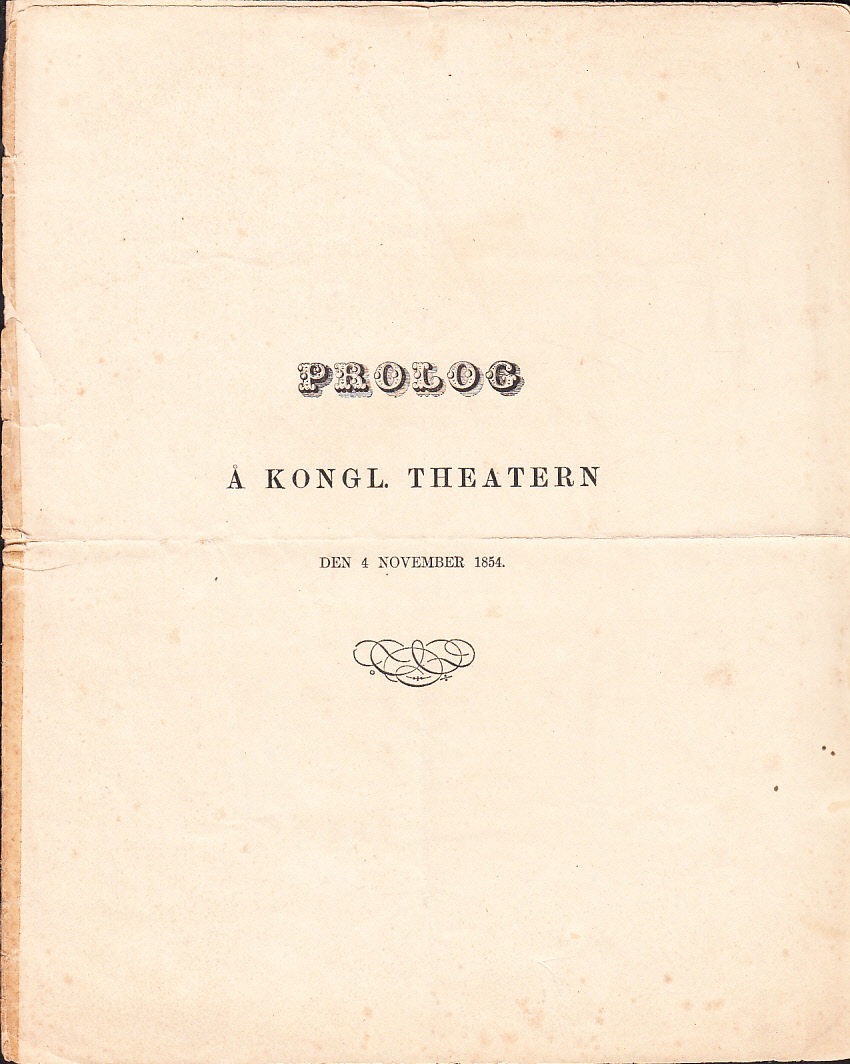 PROLOG
Å KONGL. THEATERN
DEN 4 NOVEMBER 1854.